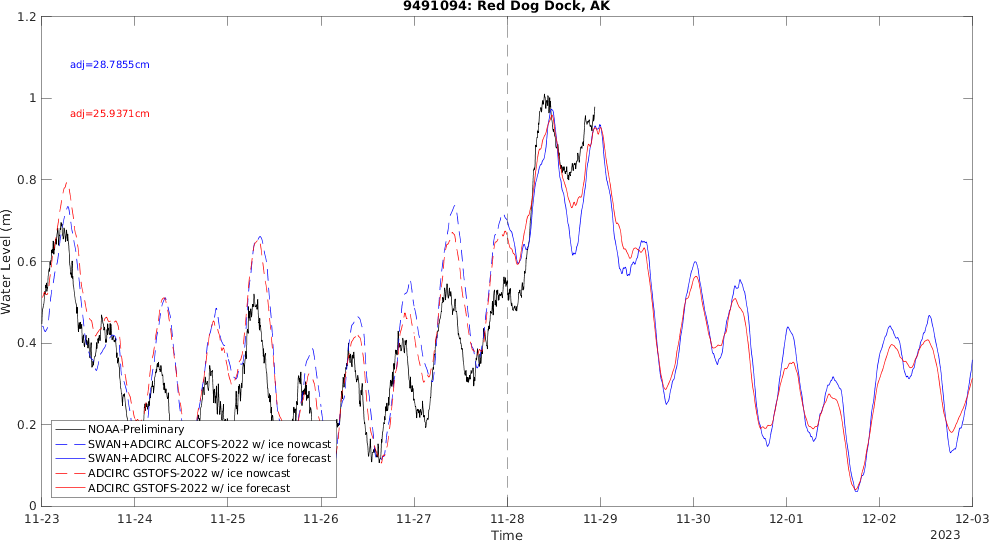 9491094: Red Dog Dock, AK
adj=28.7855cm
adj=25.9371cm
Water Level (m)
1.2
1
0.8
0.6
0.4
0.2
0
NOAA-Preliminary
SWAN+ADCIRC ALCOFS-2022 w/ ice nowcast
SWAN+ADCIRC ALCOFS-2022 w/ ice forecast
ADCIRC GSTOFS-2022 w/ ice nowcast
ADCIRC GSTOFS-2022 w/ ice forecast
11-23 11-24 11-25 11-26 11-27 11-28 11-29 11-30 12-01 12-02 12-03
Time
2023